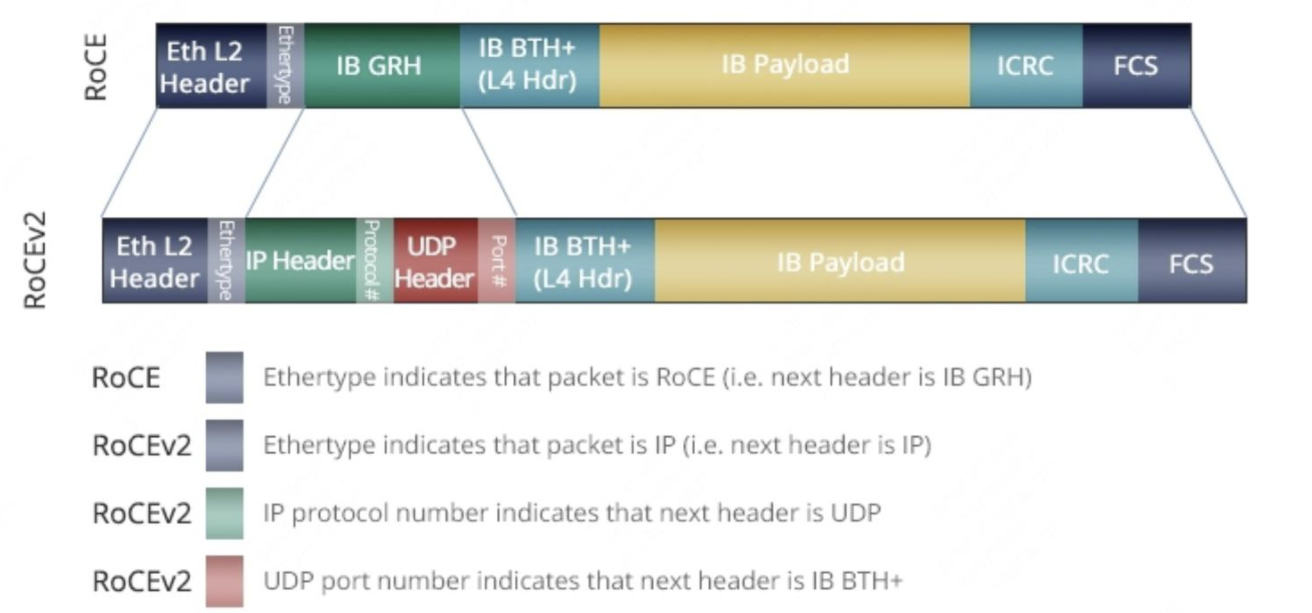 RoCE
Eth L2
Header
Ethertype
IB GRH
IB BTH+
(L4 Hdr)
IB Payload
ICRC
FCS
RoCEv2
Eth L2
Header
Ethertype
IP Header
Protocol #
UDP
Header
Port #
IB BTH+
(L4 Hdr)
IB Payload
ICRC
FCS
RoCE Ethertype indicates that packet is RoCE (i.e. next header is IB GRH)
RoCEv2 Ethertype indicates that packet is IP (i.e. next header is IP)
RoCEv2 IP protocol number indicates that next header is UDP
RoCEv2 UDP port number indicates that next header is IB BTH+